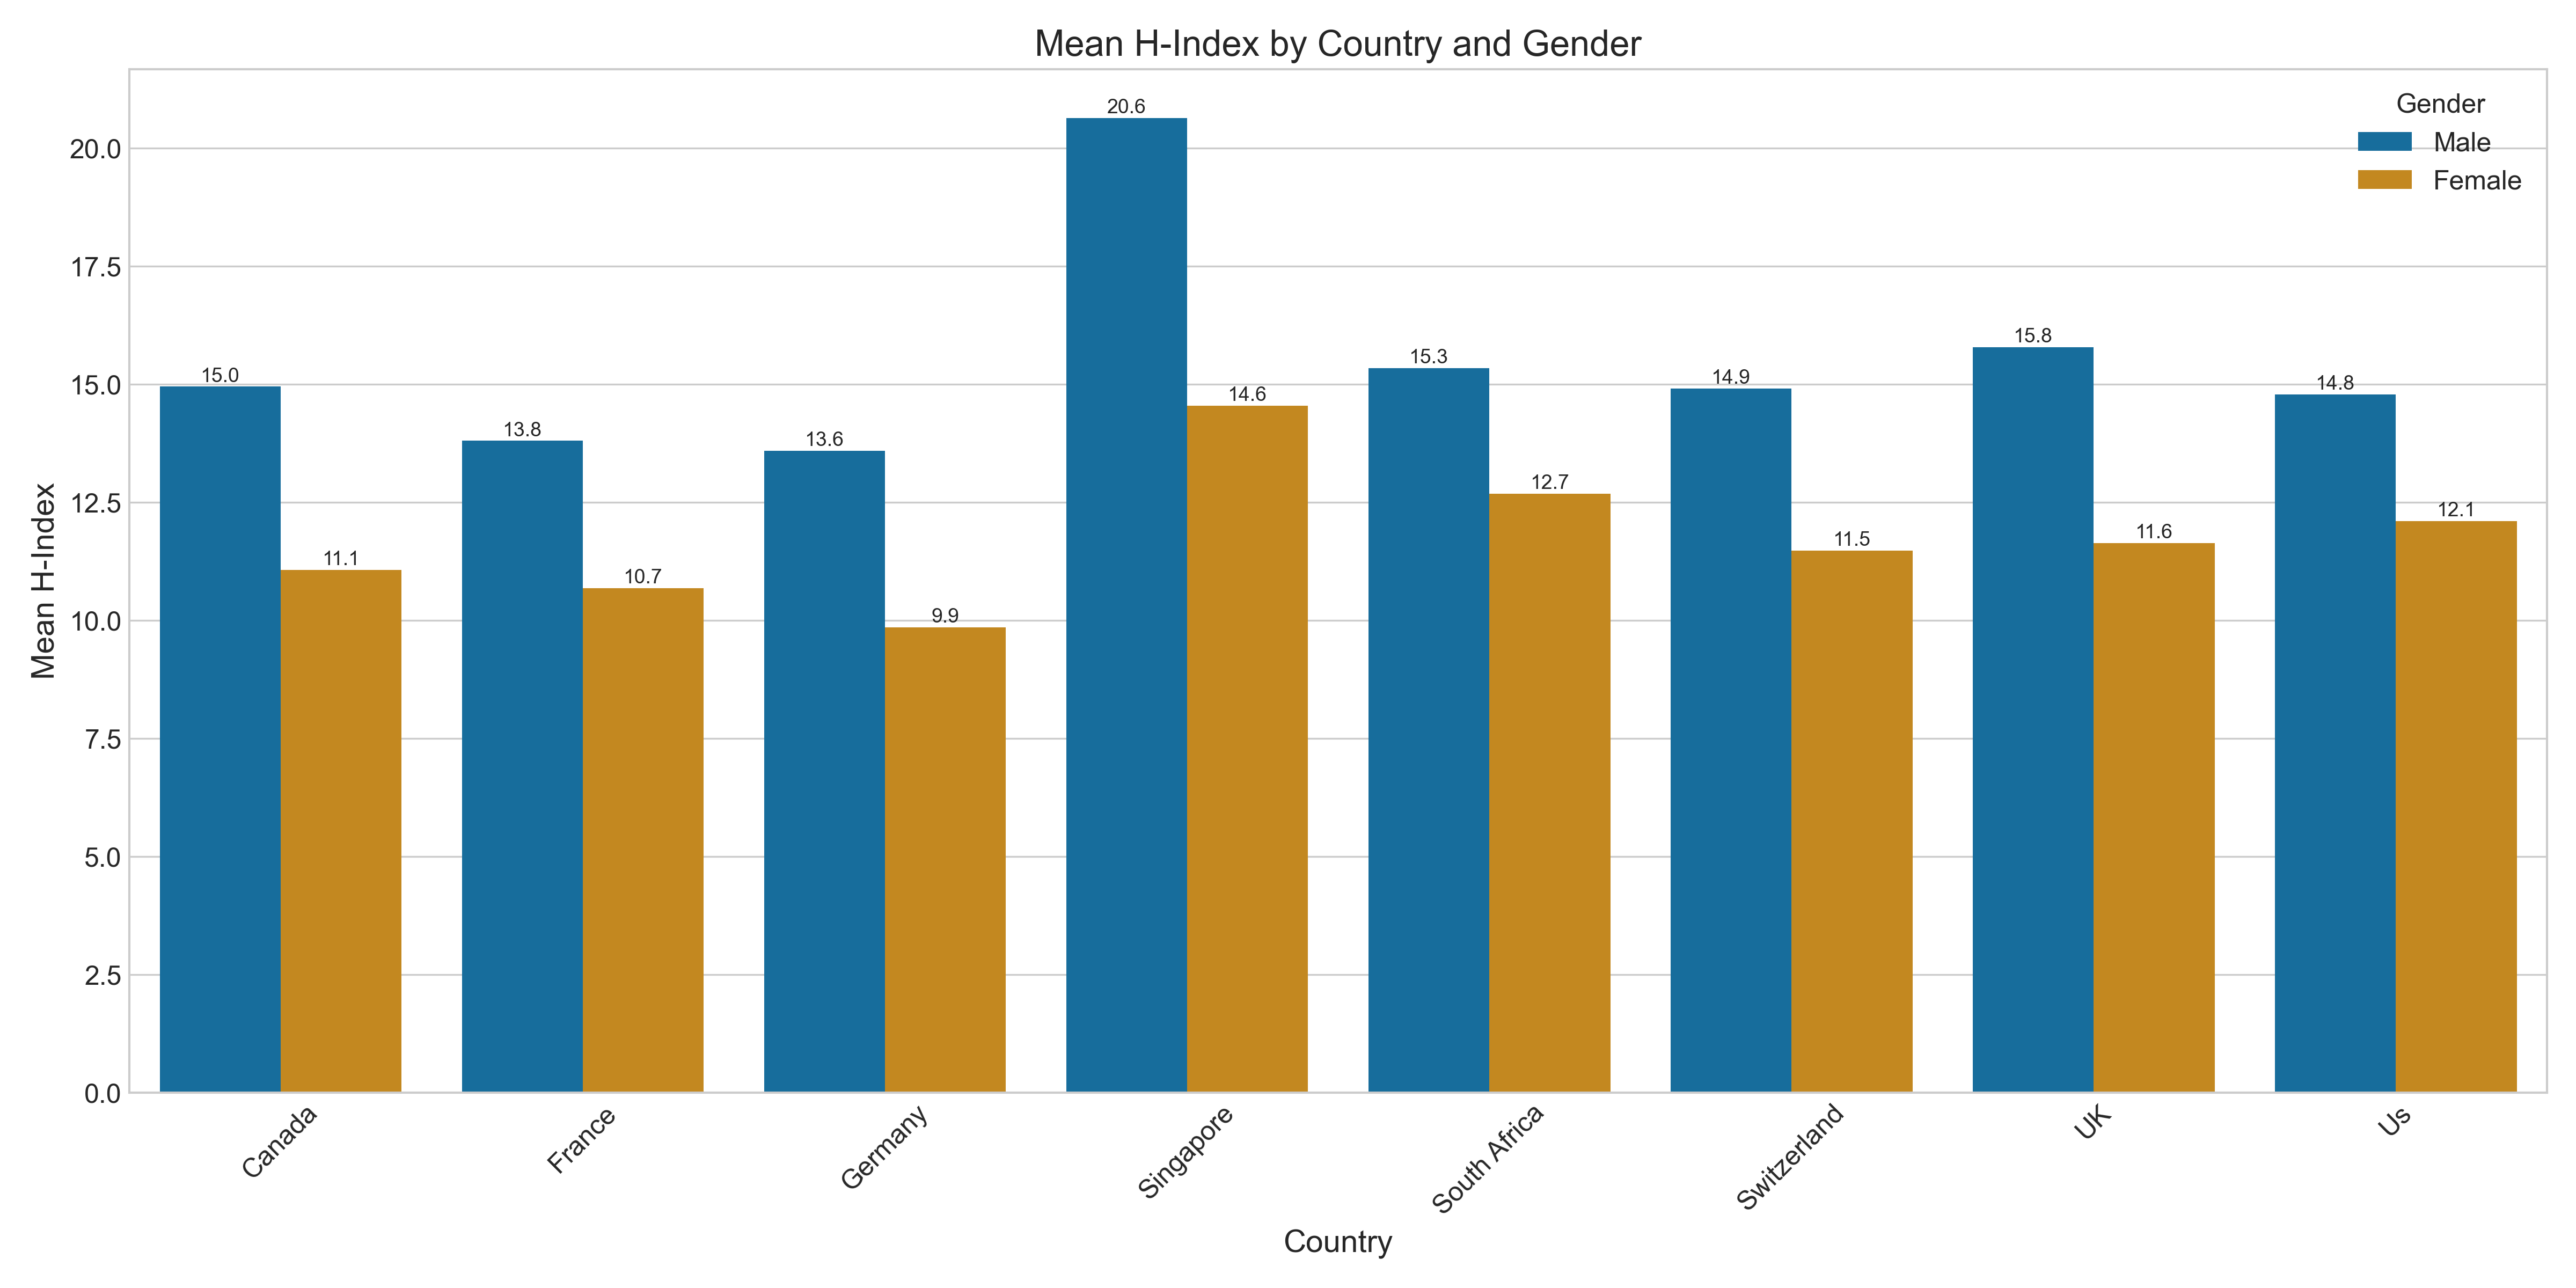 Mean H-Index by Country and Gender
Gender
Male
Female
Mean H-Index
20.0
17.5
15.0
12.5
10.0
7.5
5.0
2.5
0.0
15.0
11.1
13.8
10.7
13.6
9.9
20.6
14.6
15.3
12.7
14.9
11.5
15.8
11.6
14.8
12.1
Canada
France
Germany
Singapore
South Africa
Switzerland
UK
Us
Country